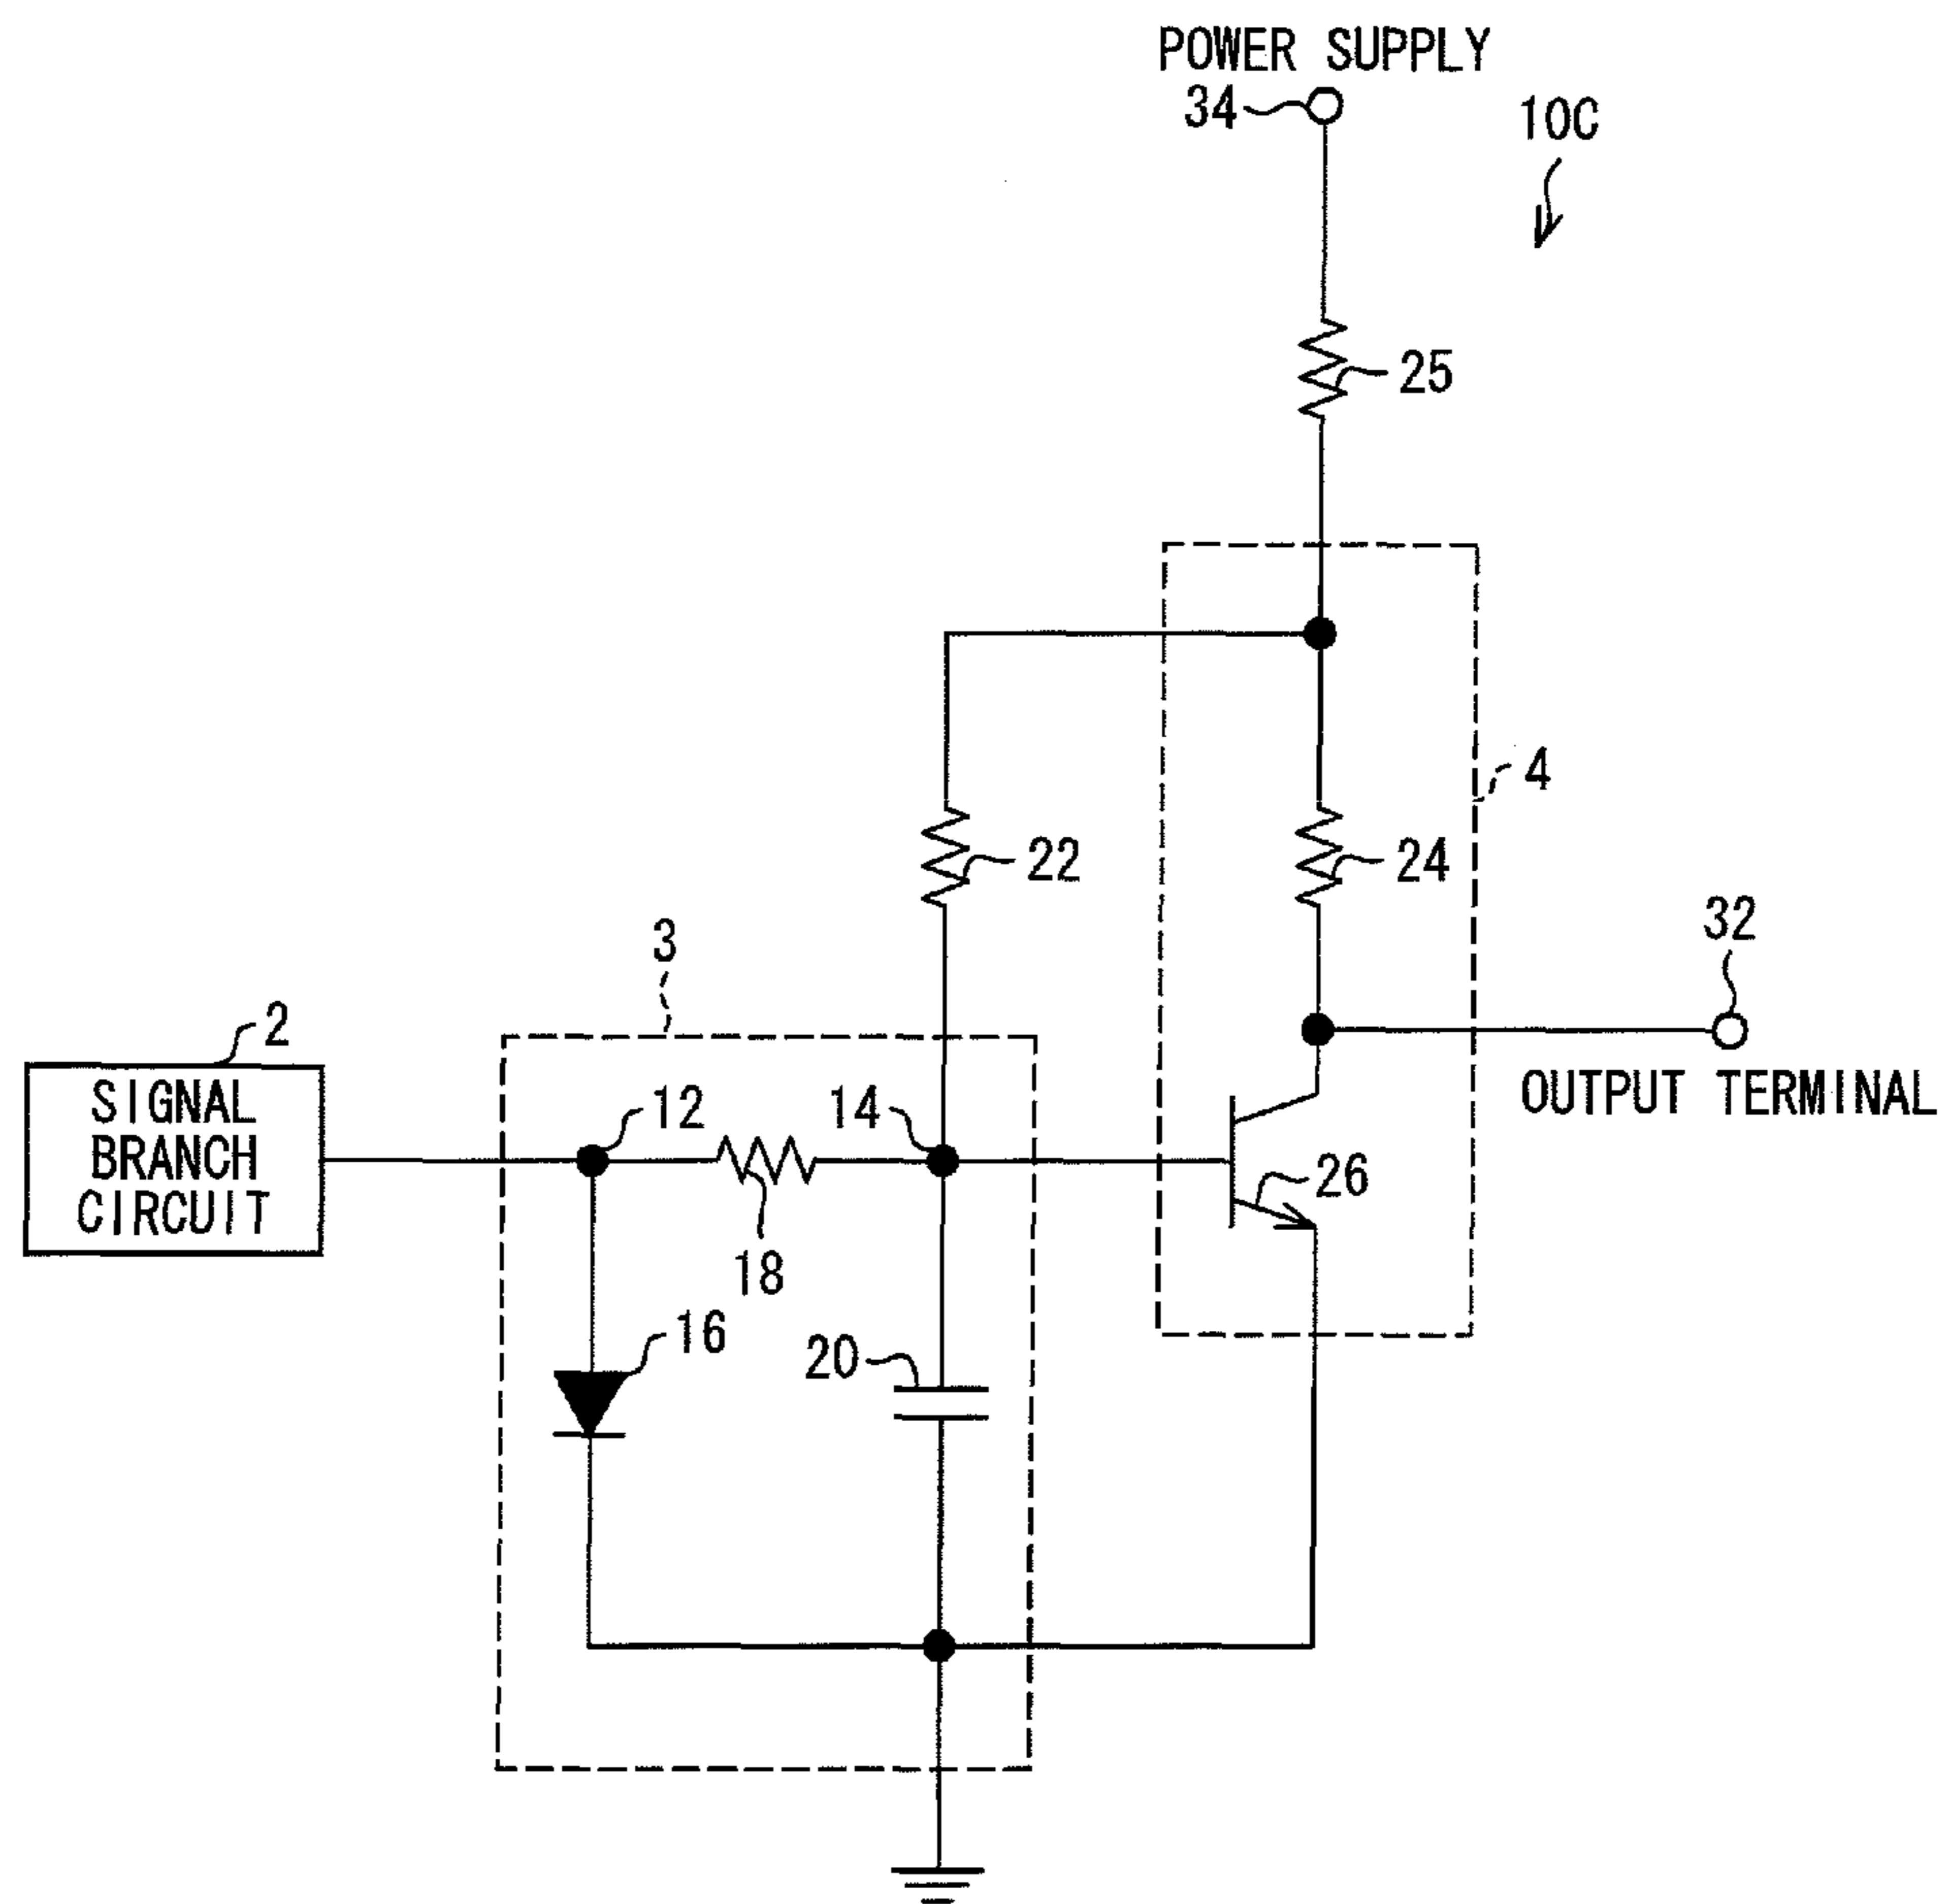 POWER SUPPLY
34
10C
25
4
22
24
3
32
2
SIGNAL
BRANCH
CIRCUIT
12
14
OUTPUT TERMINAL
26
18
16
20